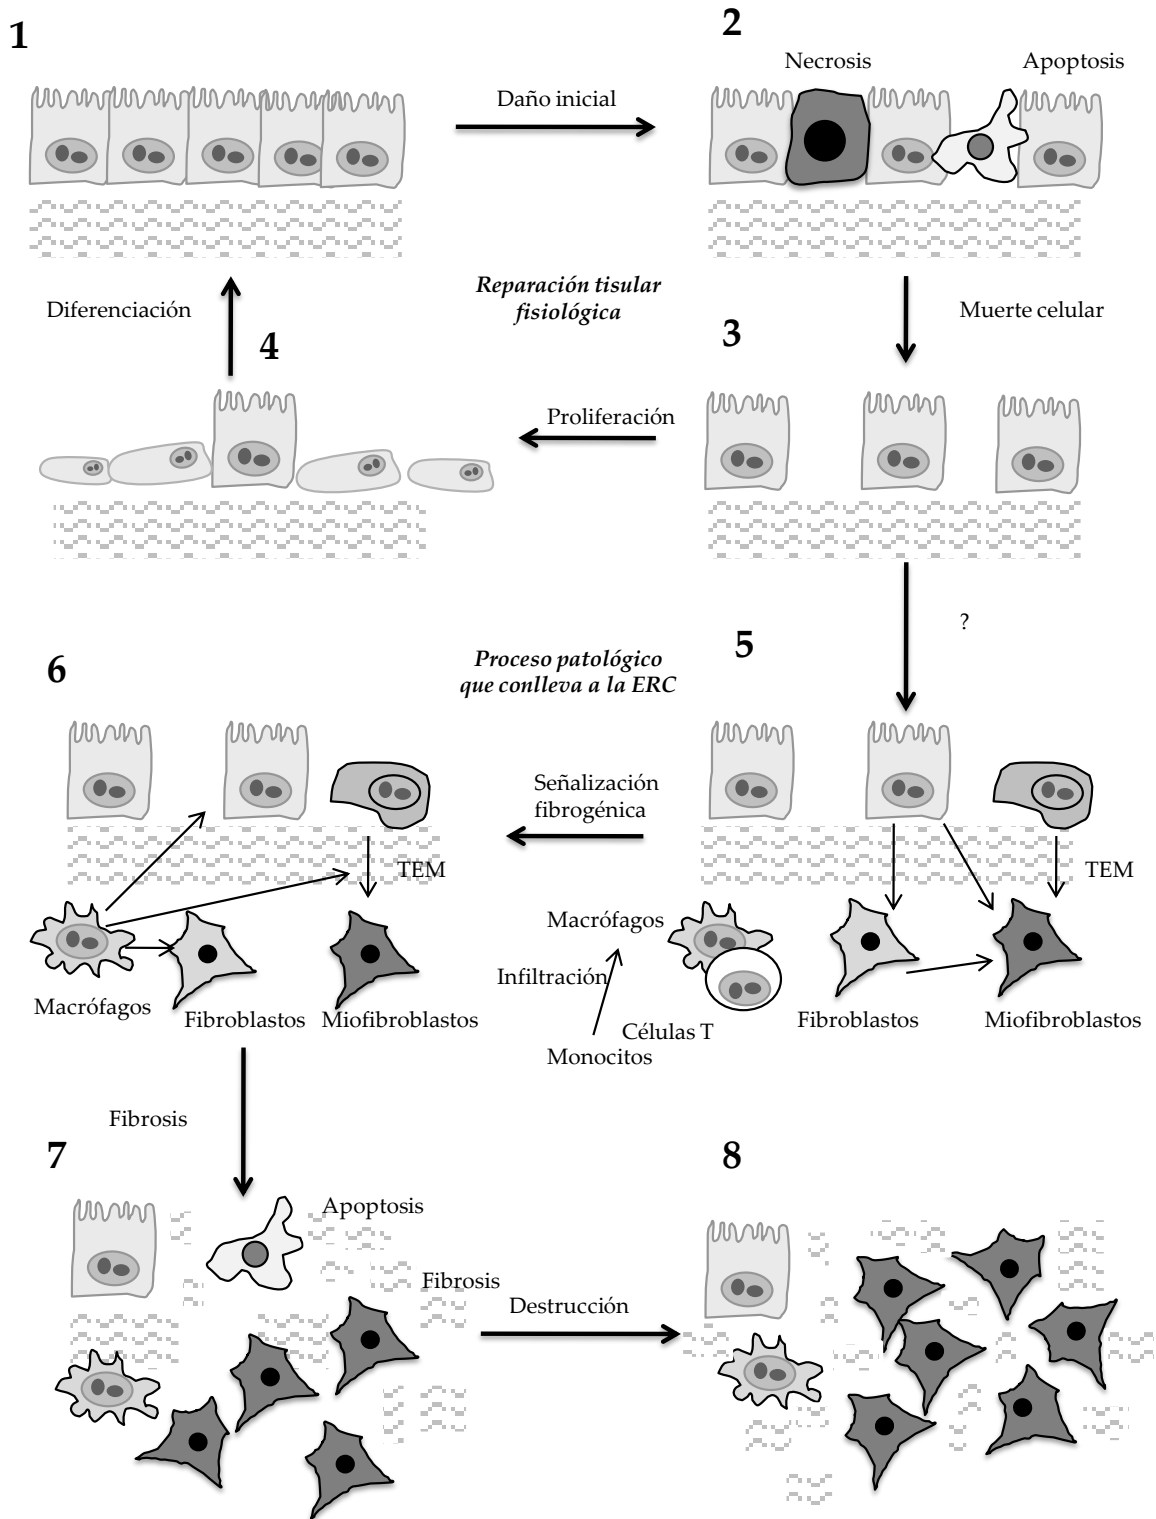 1
2
Necrosis
Apoptosis
Daño inicial
Reparación tisular
fisiológica
Diferenciación
4
3
Muerte celular
Proliferación
?
5
6
Proceso patológico
que conlleva a la ERC
Señalización
fibrogénica
TEM
TEM
Macrófagos
Infiltración
Células T
Monocitos
Macrófagos
Fibroblastos
Miofibroblastos
Fibroblastos
Miofibroblastos
Fibrosis
7
8
Apoptosis
Fibrosis
Destrucción